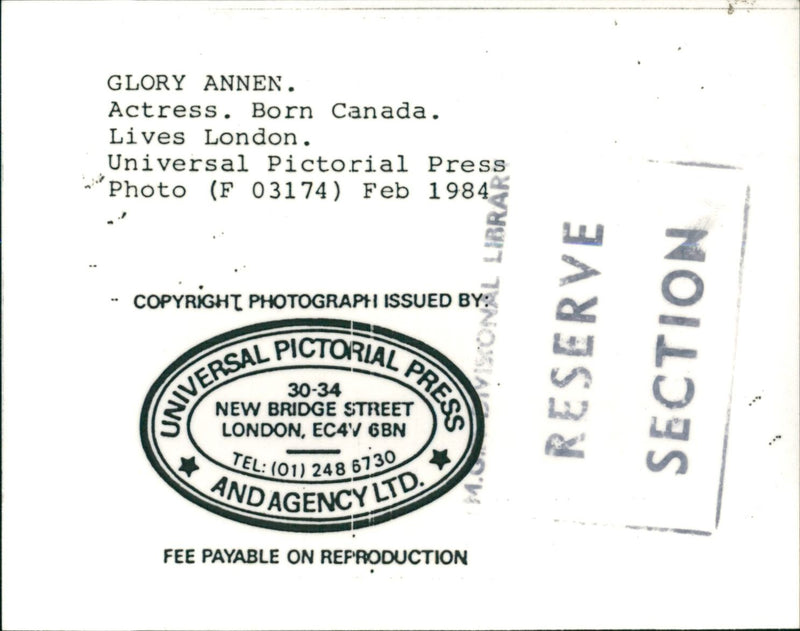 GLORY ANNEN.
Actress. Born Canada.
Lives London.
Universal Pictorial Press
Photo (F 03174) Feb 1984
COPYRIGHT PHOTOGRAPH ISSUED BY:
UNIVERSAL PICTORIAL PRESS
30-34
NEW BRIDGE STREET
LONDON, EC4V 6BN
TEL: (01) 248 6730
AND AGENCY LTD.
FEE PAYABLE ON REPRODUCTION
DIVISIONAL LIBRARY
RESERVE
SECTION